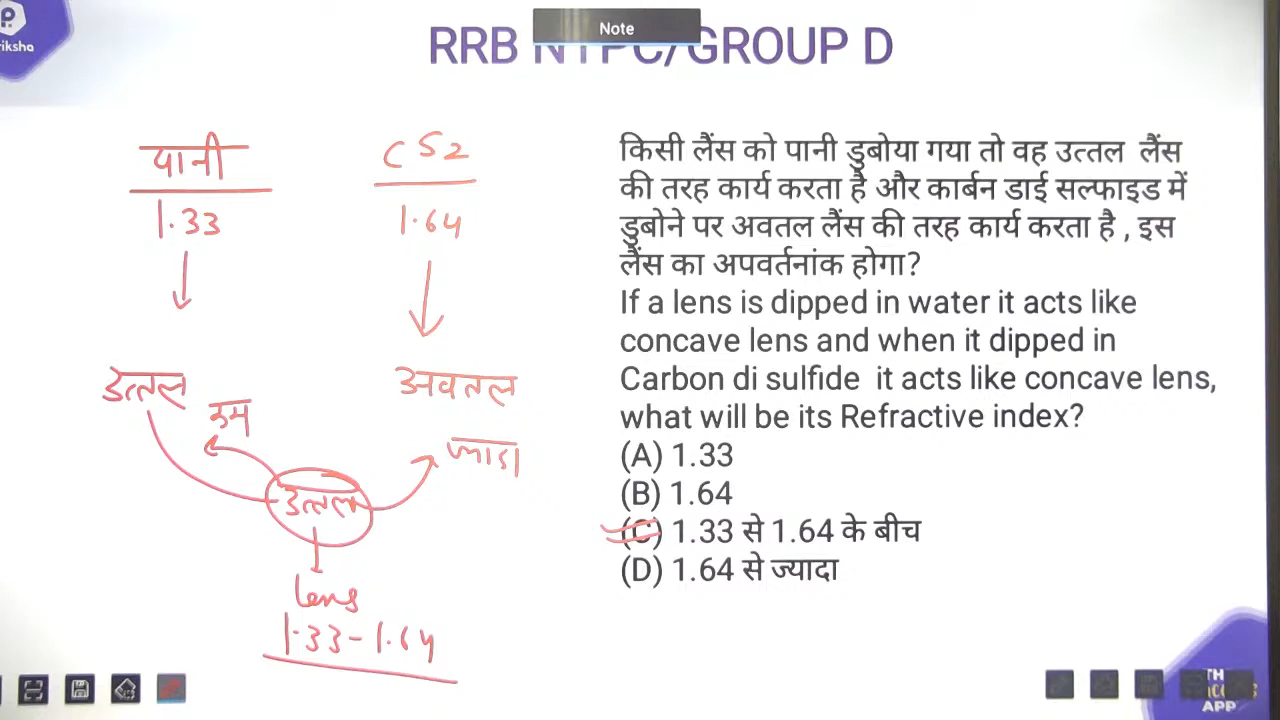 Note
riksha
RRB NTPC/GROUP D
पानी
1.33
CS2
1.64
उत्तल
अवतल
कम
ज्यादा
उत्तल
lens
1.33-1.64
किसी लैंस को पानी डुबोया गया तो वह उत्तल लैंस
की तरह कार्य करता है और कार्बन डाई सल्फाइड में
डुबोने पर अवतल लैंस की तरह कार्य करता है , इस
लैंस का अपवर्तनांक होगा?
If a lens is dipped in water it acts like
concave lens and when it dipped in
Carbon di sulfide it acts like concave lens,
what will be its Refractive index?
(A) 1.33
(B) 1.64
(C) 1.33 से 1.64 के बीच
(D) 1.64 से ज्यादा
TH
APP